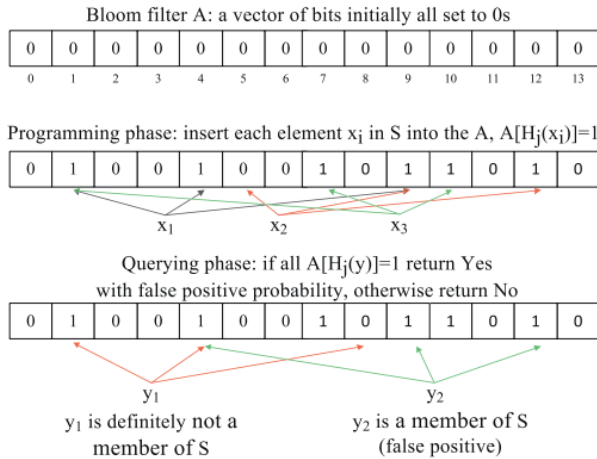 Bloom filter A: a vector of bits initially all set to 0s
0 0 0 0 0 0 0 0 0 0 0 0 0 0
0 1 2 3 4 5 6 7 8 9 10 11 12 13
Programming phase: insert each element xi in S into the A, A[Hj(xi)]=1
0 1 0 0 1 0 0 1 0 1 1 0 1 0
x1 x2 x3
Querying phase: if all A[Hj(y)]=1 return Yes
with false positive probability, otherwise return No
0 1 0 0 1 0 0 1 0 1 1 0 1 0
y1 y2
y1 is definitely not a
member of S
y2 is a member of S
(false positive)